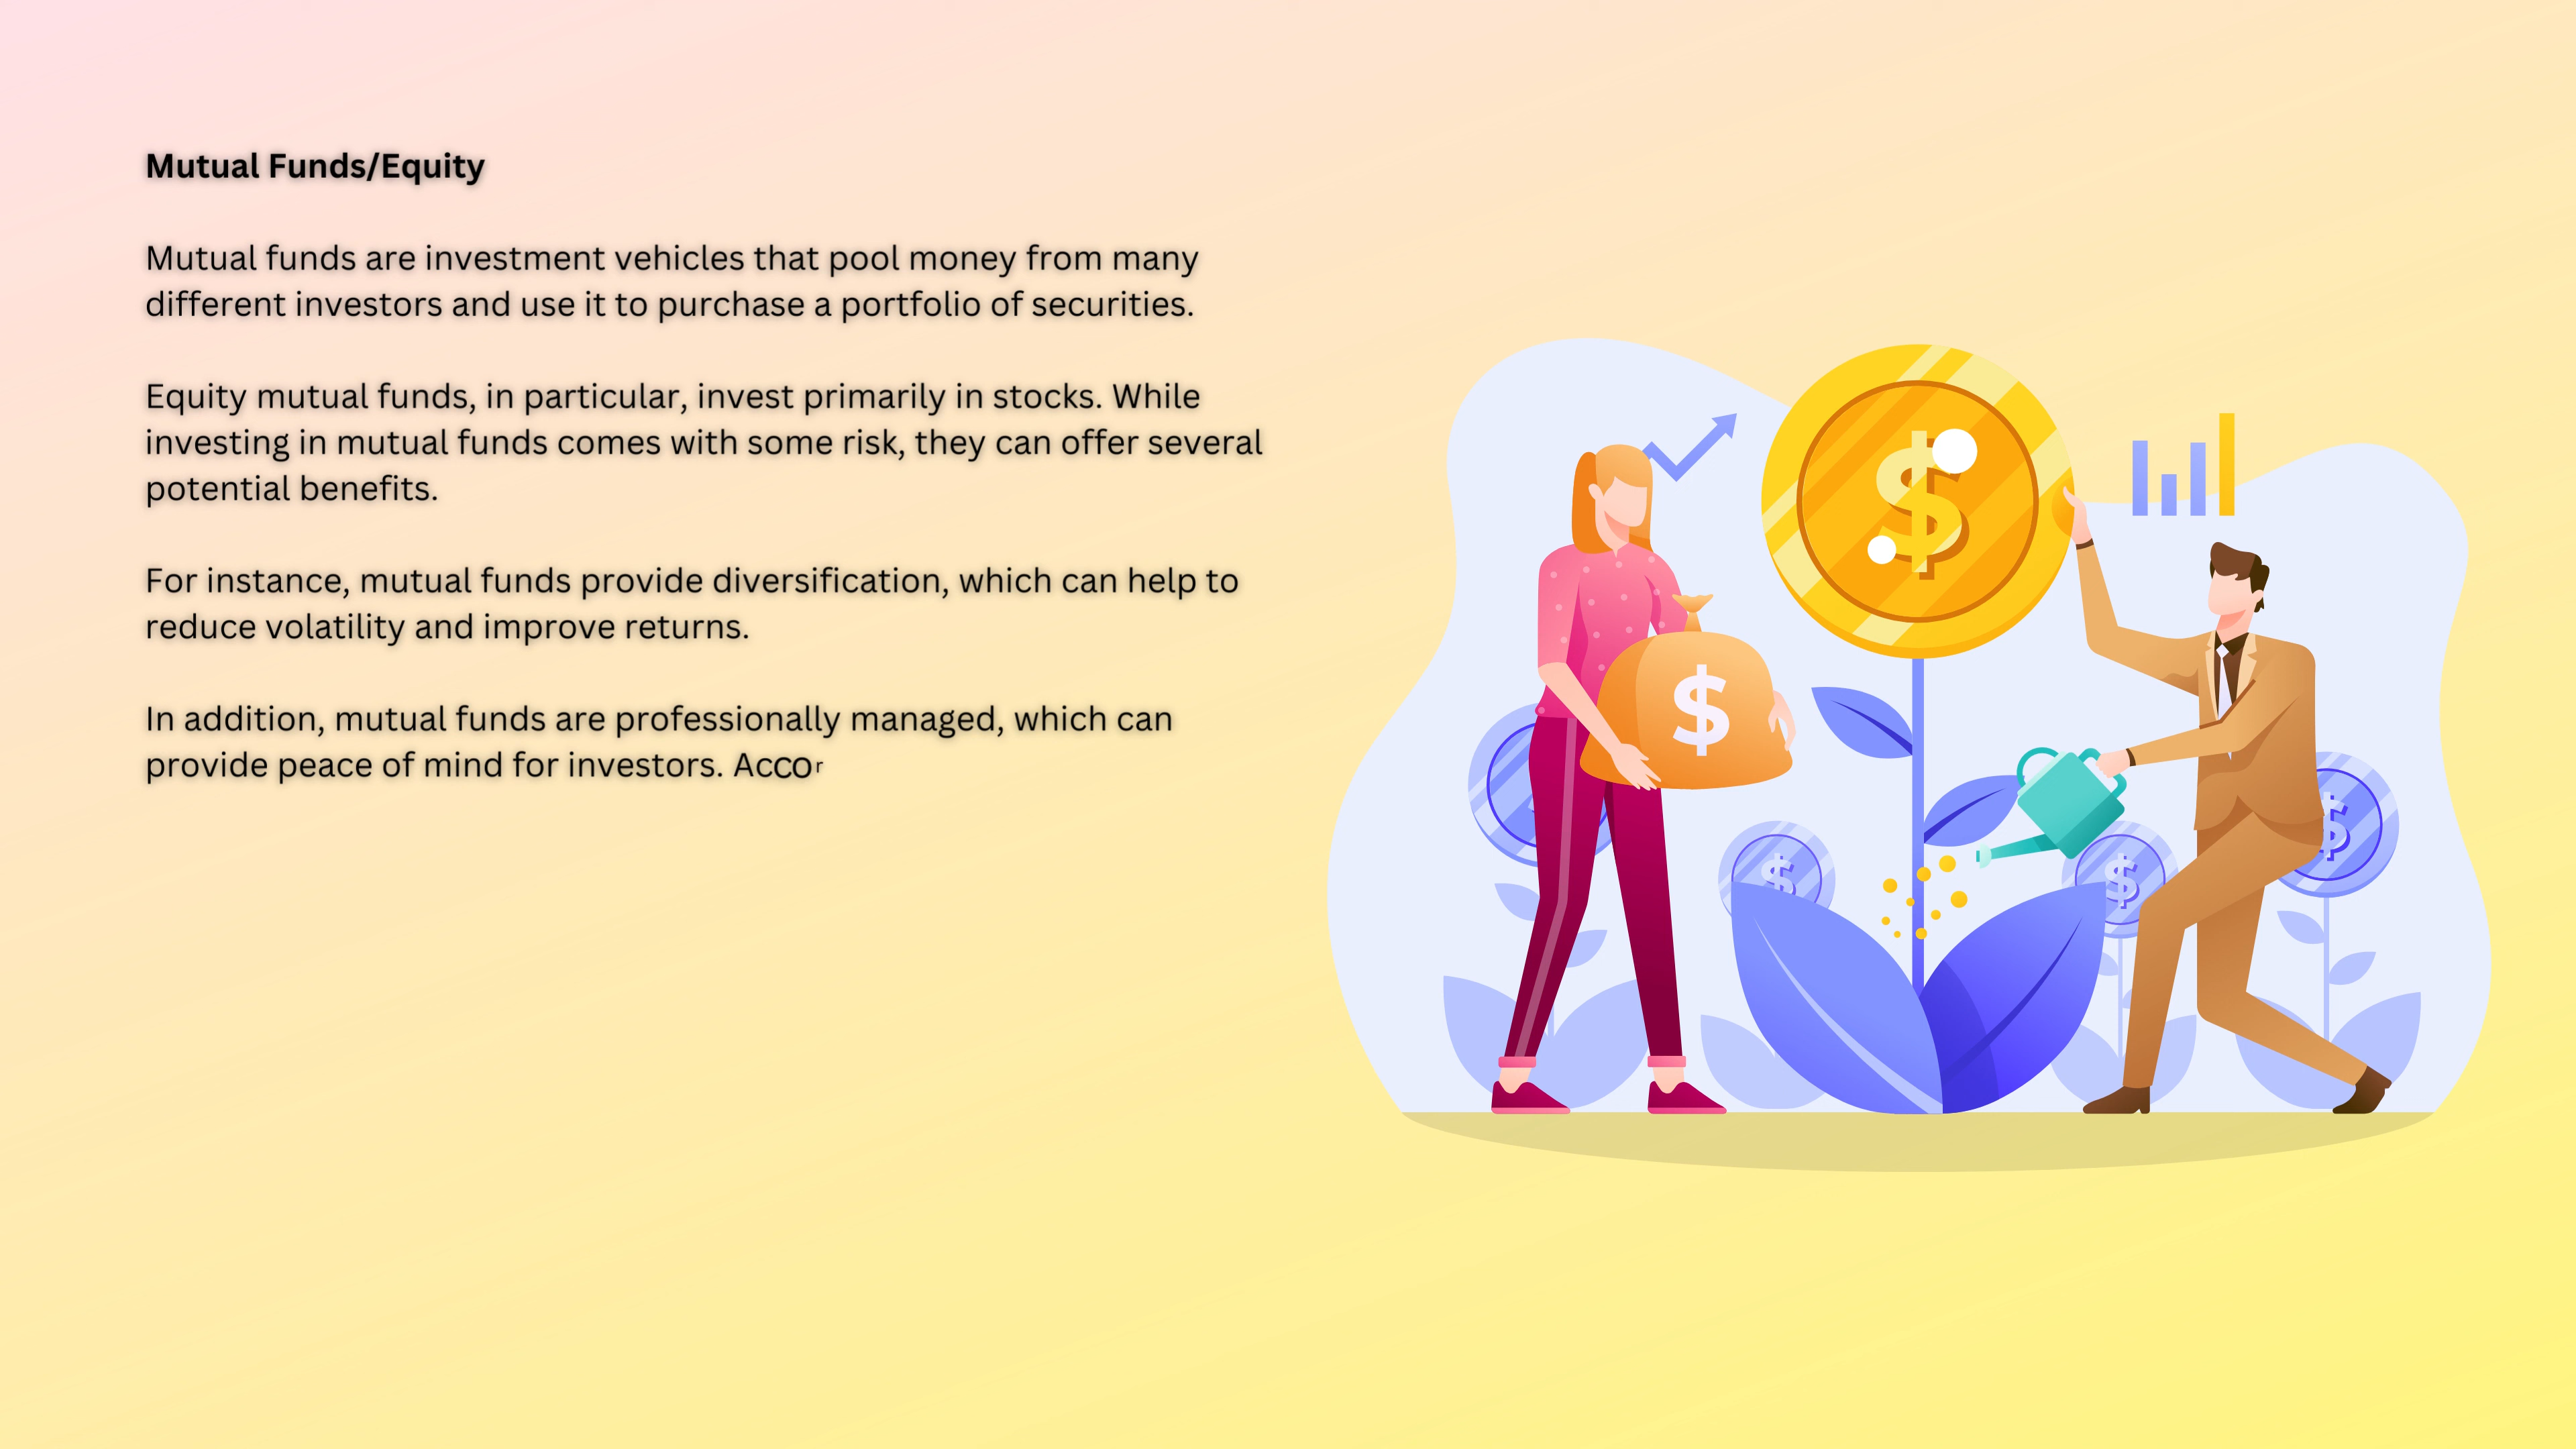 Mutual Funds/Equity
Mutual funds are investment vehicles that pool money from many
different investors and use it to purchase a portfolio of securities.
Equity mutual funds, in particular, invest primarily in stocks. While
investing in mutual funds comes with some risk, they can offer several
potential benefits.
For instance, mutual funds provide diversification, which can help to
reduce volatility and improve returns.
In addition, mutual funds are professionally managed, which can
provide peace of mind for investors. Accor
$
$
$
$
$